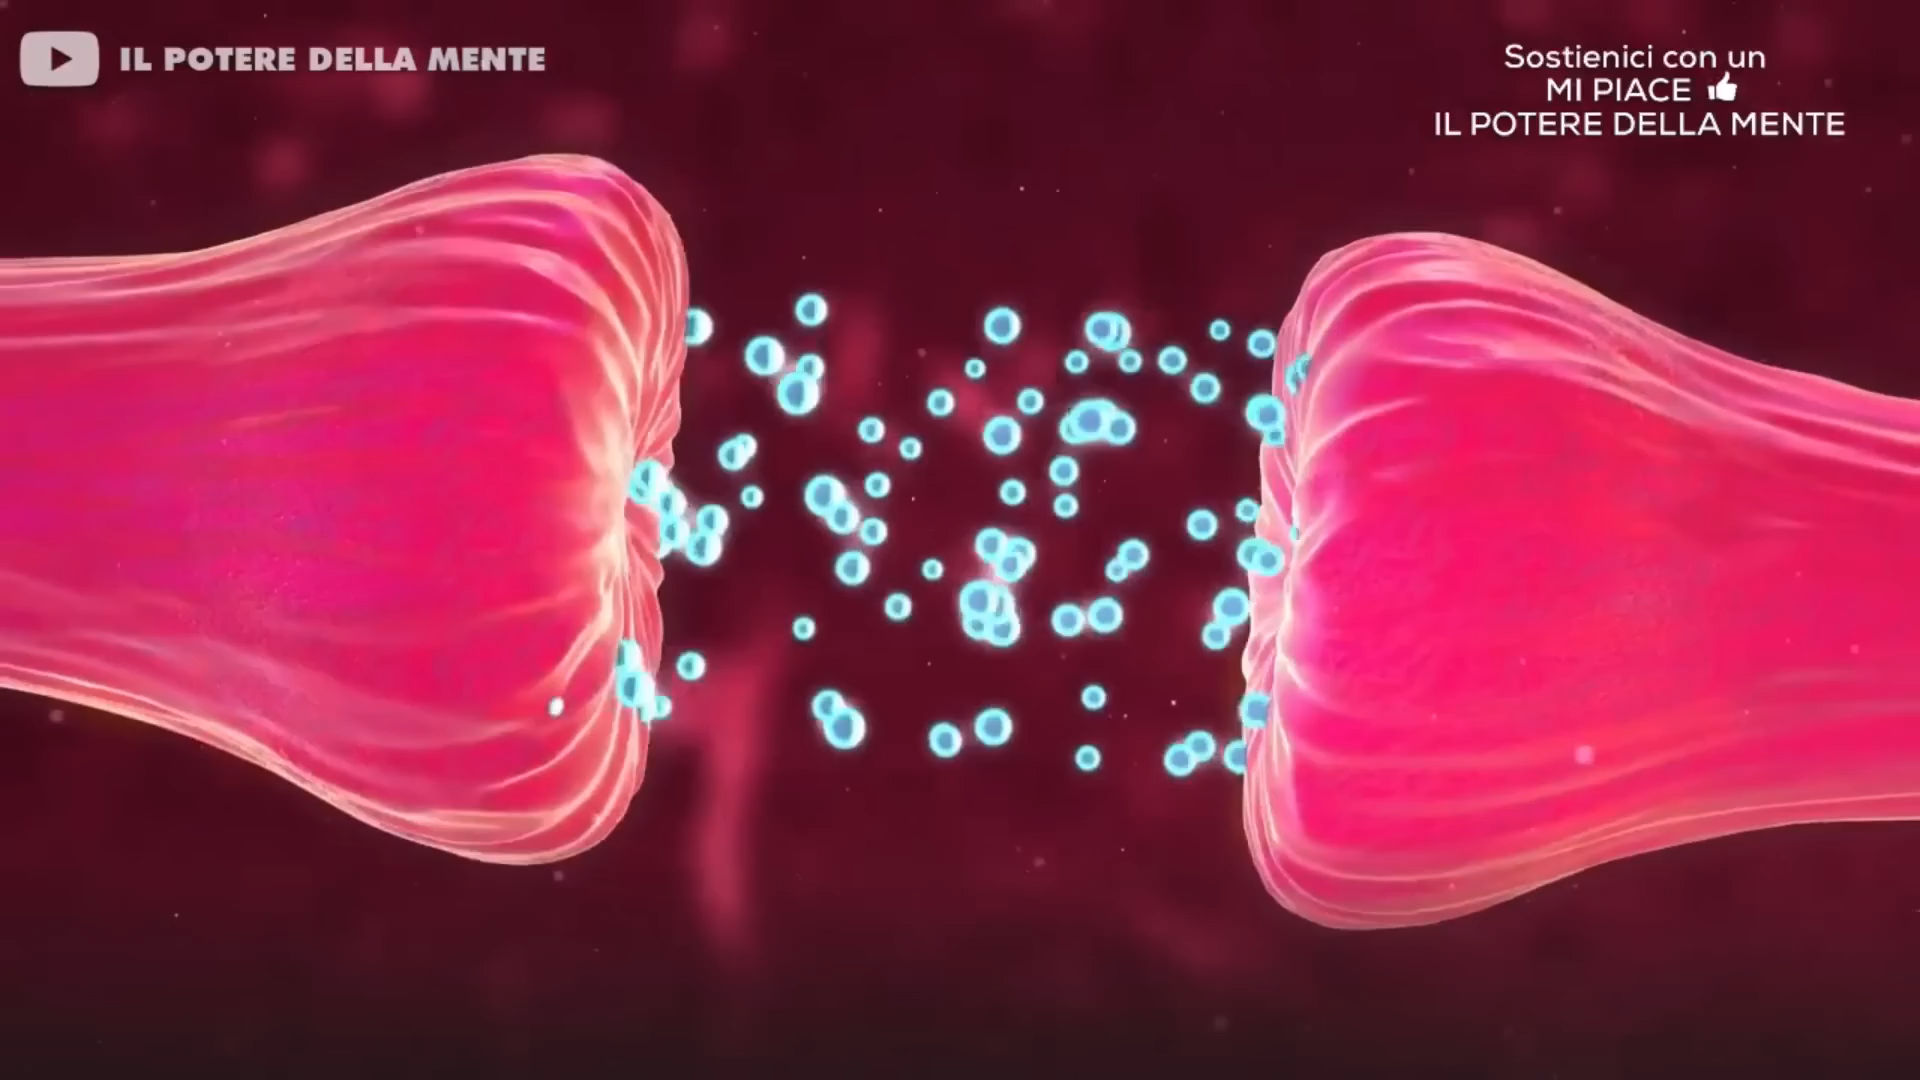 IL POTERE DELLA MENTE
Sostienici con un
MI PIACE
IL POTERE DELLA MENTE